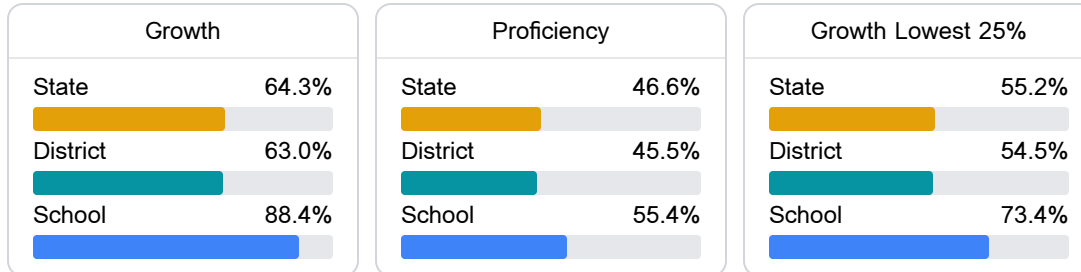 Growth
State 64.3%
District 63.0%
School 88.4%
Proficiency
State 46.6%
District 45.5%
School 55.4%
Growth Lowest 25%
State 55.2%
District 54.5%
School 73.4%